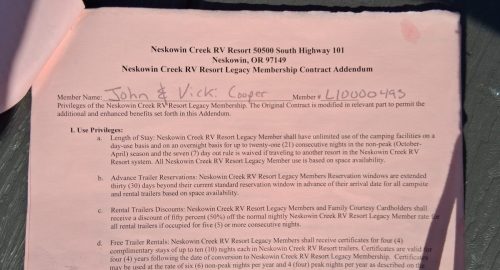 Neskowin Creek RV Resort 50500 South Highway 101
Neskowin, OR 97149
Neskowin Creek RV Resort Legacy Membership Contract Addendum
Member Name: John & Vicki Cooper Member # L10000493
Privileges of the Neskowin Creek RV Resort Legacy Membership. The Original Contract is modified in relevant part to permit the
additional and enhanced benefits set forth in this Addendum.
1. Use Privileges:
a. Length of Stay: Neskowin Creek RV Resort Legacy Member shall have unlimited use of the camping facilities on a
day-use basis and on an overnight basis for up to twenty-one (21) consecutive nights in the non-peak (October-
April) season and the seven (7) day out rule is waived if traveling to another resort in the Neskowin Creek RV
Resort system. All Neskowin Creek RV Resort Legacy Member use is based on space availability.
b. Advance Trailer Reservations: Neskowin Creek RV Resort Legacy Members Reservation windows are extended
thirty (30) days beyond their current standard reservation window in advance of their arrival date for all campsite
and rental trailers based on space availability.
c. Rental Trailers Discounts: Neskowin Creek RV Resort Legacy Members and Family Courtesy Cardholders shall
receive a discount of fifty percent (50%) off the normal nightly Neskowin Creek RV Resort Legacy Member rate for
all rental trailers if occupied for five (5) or more consecutive nights.
d. Free Trailer Rentals: Neskowin Creek RV Resort Legacy Members shall receive certificates for four (4)
complimentary stays of up to ten (10) nights each in Neskowin Creek RV Resort trailers. Certificates are valid for
four (4) years following the date of conversion to Neskowin Creek RV Resort Legacy Membership. Certificates
may be used at the rate of six (6) non-peak nights per year and 4 (four) peak nights per year as described on the